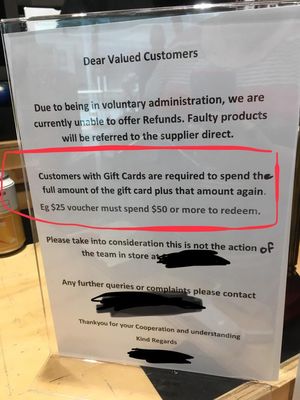 Dear Valued Customers
Due to being in voluntary administration, we are
currently unable to offer Refunds. Faulty products
will be referred to the supplier direct.
Customers with Gift Cards are required to spend the
full amount of the gift card plus that amount again.
Eg $25 voucher must spend $50 or more to redeem.
Please take into consideration this is not the action of
the team in store at
Any further queries or complaints please contact
Thankyou for your Cooperation and understanding
Kind Regards